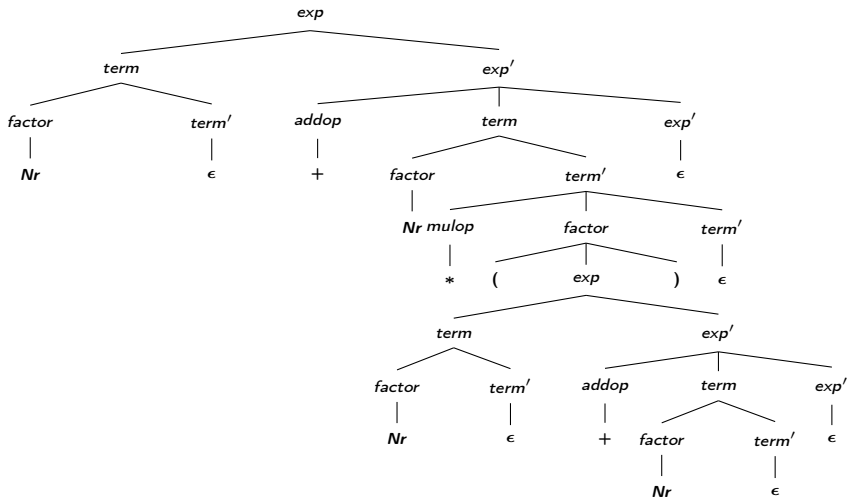 exp
term exp′
factor term′ addop term exp′
Nr ϵ + factor term′ ϵ
Nr mulop factor term′
* ( exp ) ϵ
term exp′
factor term′ addop term exp′
Nr ϵ + factor term′ ϵ
Nr ϵ